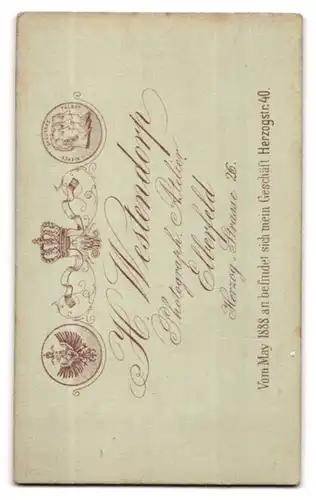 H. Westendorp
Photograph. Atelier
Elberfeld
Herzog-Strasse 26.
Vom May 1888 an befindet sich mein Geschäft Herzogstr. 40.